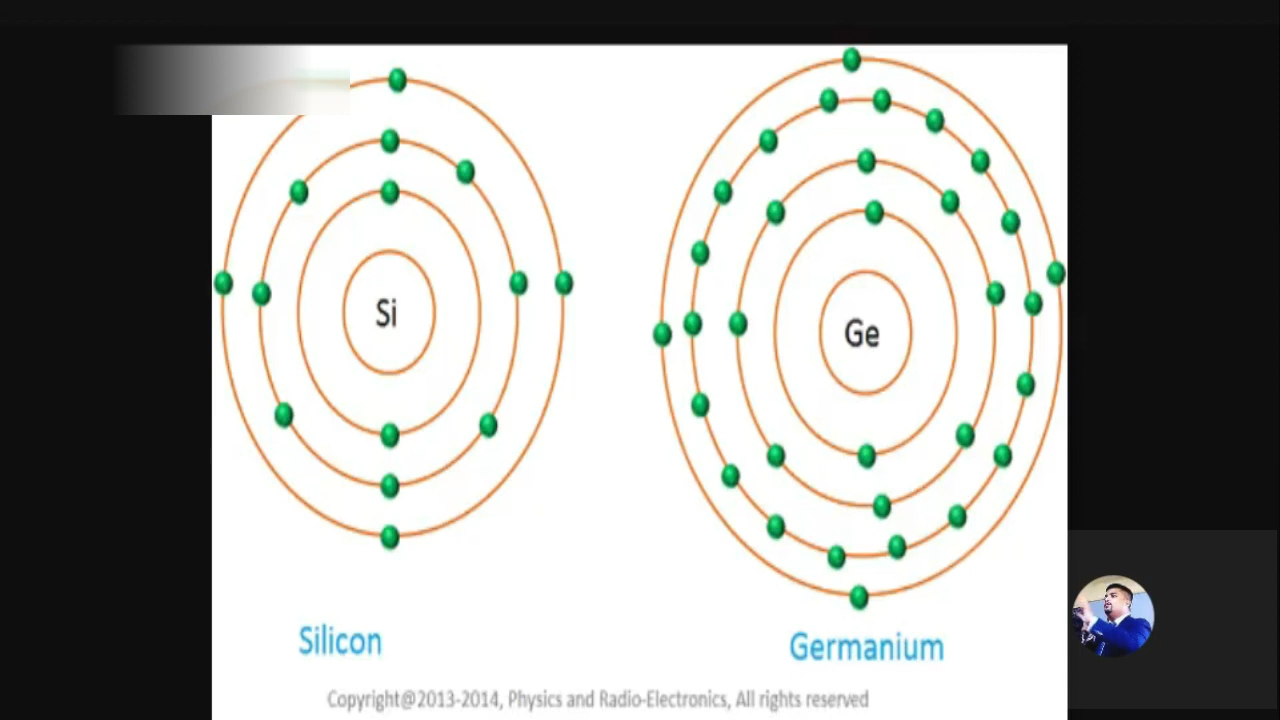 Si
Ge
Silicon
Germanium
Copyright@2013-2014, Physics and Radio-Electronics, All rights reserved